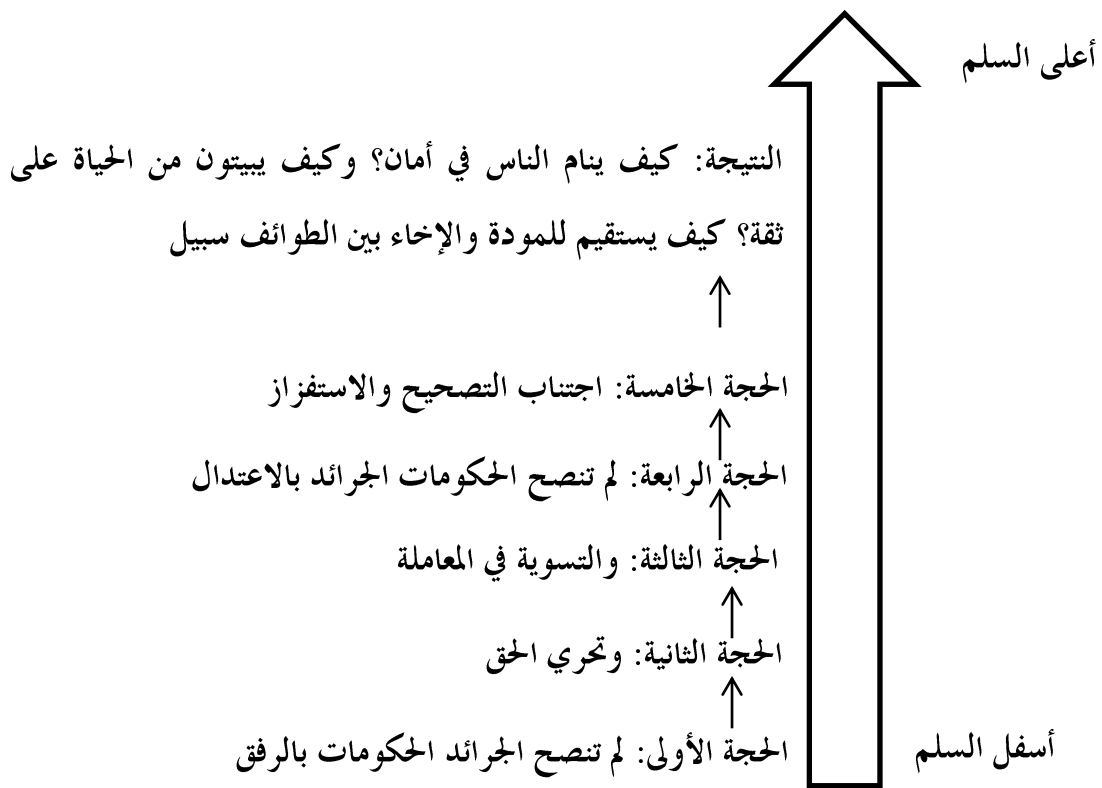 أعلى السلم
النتيجة: كيف ينام الناس في أمان؟ وكيف يبيتون من الحياة على
ثقة؟ كيف يستقيم للمودة والإخاء بين الطوائف سبيل
الحجة الخامسة: اجتناب التصحيح والاستفزاز
الحجة الرابعة: لم تنصح الحكومات الجرائد بالاعتدال
الحجة الثالثة: والتسوية في المعاملة
الحجة الثانية: وتحري الحق
الحجة الأولى: لم تنصح الجرائد الحكومات بالرفق
أسفل السلم